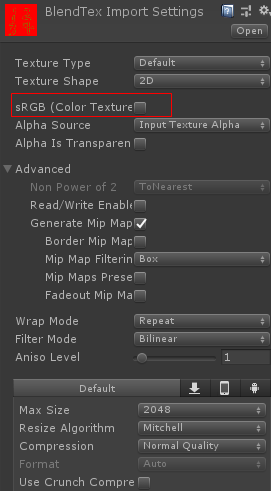 BlendTex Import Settings
Open
Texture Type Default
Texture Shape 2D
sRGB (Color Texture
Alpha Source Input Texture Alpha
Alpha Is Transparen
Advanced
Non Power of 2 ToNearest
Read/Write Enable
Generate Mip Map
Border Mip Map
Mip Map Filterin Box
Mip Maps Prese
Fadeout Mip Ma
Wrap Mode Repeat
Filter Mode Bilinear
Aniso Level 1
Default
Max Size 2048
Resize Algorithm Mitchell
Compression Normal Quality
Format Auto
Use Crunch Compre